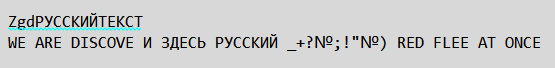 ZgdРУССКИЙТЕКСТ
WE ARE DISCOVE И ЗДЕСЬ РУССКИЙ _+?№;!"№) RED FLEE AT ONCE